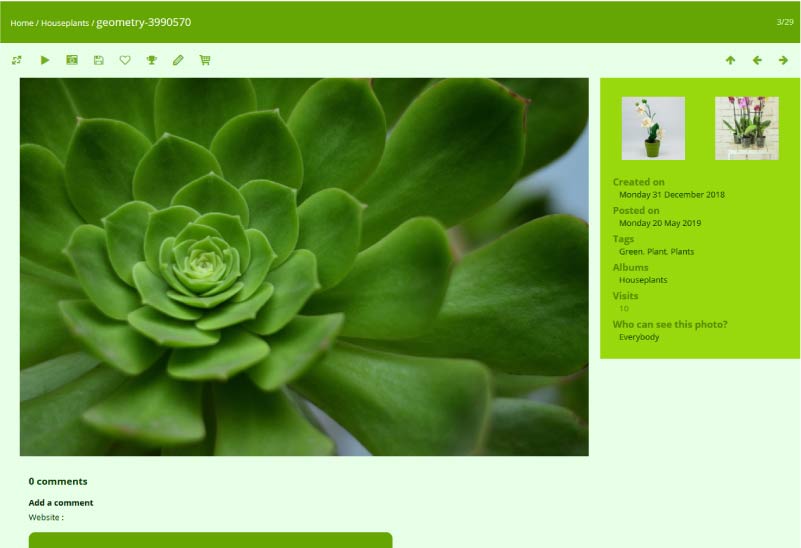 Home / Houseplants / geometry-3990570
3/29
Created on
Monday 31 December 2018
Posted on
Monday 20 May 2019
Tags
Green, Plant, Plants
Albums
Houseplants
Visits
10
Who can see this photo?
Everybody
0 comments
Add a comment
Website :